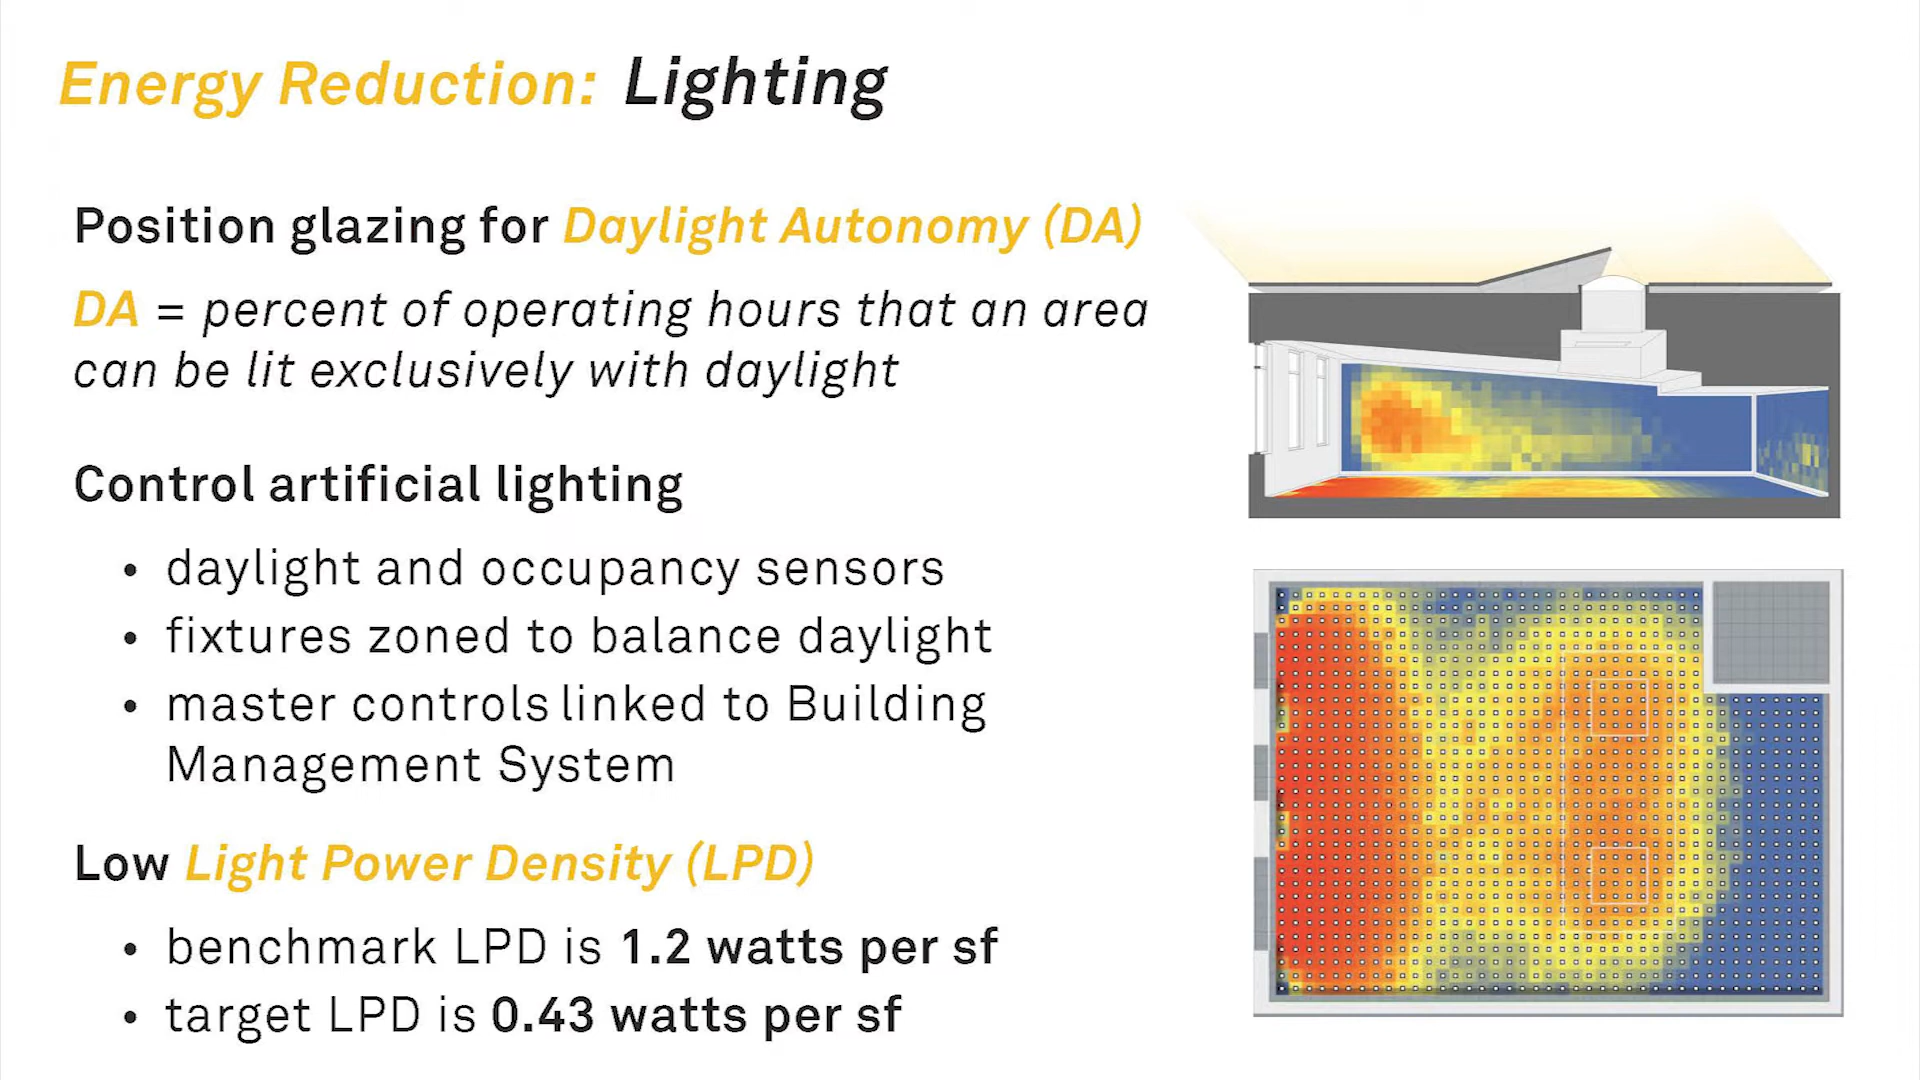 Energy Reduction: Lighting
Position glazing for Daylight Autonomy (DA)
DA = percent of operating hours that an area
can be lit exclusively with daylight
Control artificial lighting
• daylight and occupancy sensors
• fixtures zoned to balance daylight
• master controls linked to Building
Management System
Low Light Power Density (LPD)
• benchmark LPD is 1.2 watts per sf
• target LPD is 0.43 watts per sf